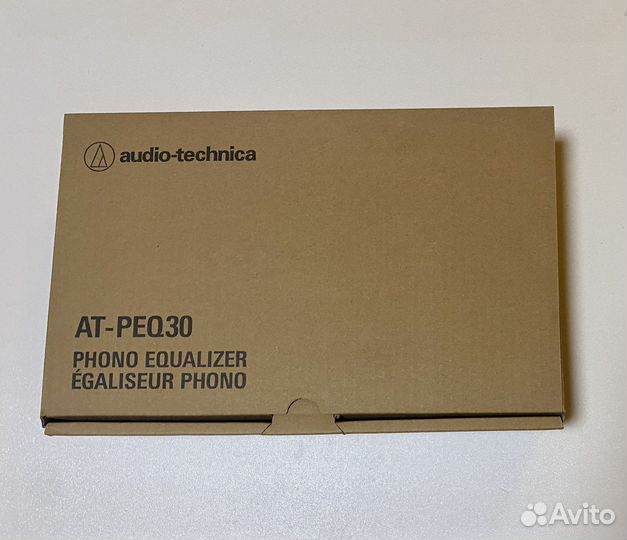 audio-technica
AT-PEQ30
PHONO EQUALIZER
ÉGALISEUR PHONO
Avito